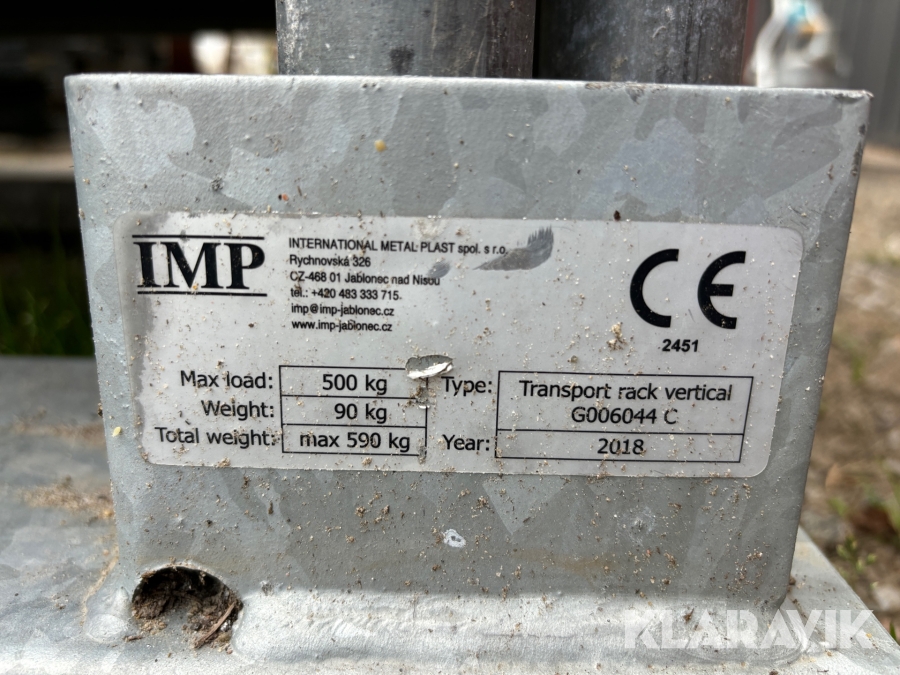 IMP
INTERNATIONAL METAL PLAST spol. s r.o.
Rychnovská 326
CZ-468 01 Jablonec nad Nisou
tel.: +420 483 333 715
imp@imp-jablonec.cz
www.imp-jablonec.cz
CE
2451
Max load: 500 kg
Weight: 90 kg
Total weight: max 590 kg
Type: Transport rack vertical
G006044 C
Year: 2018
KLARAVIK